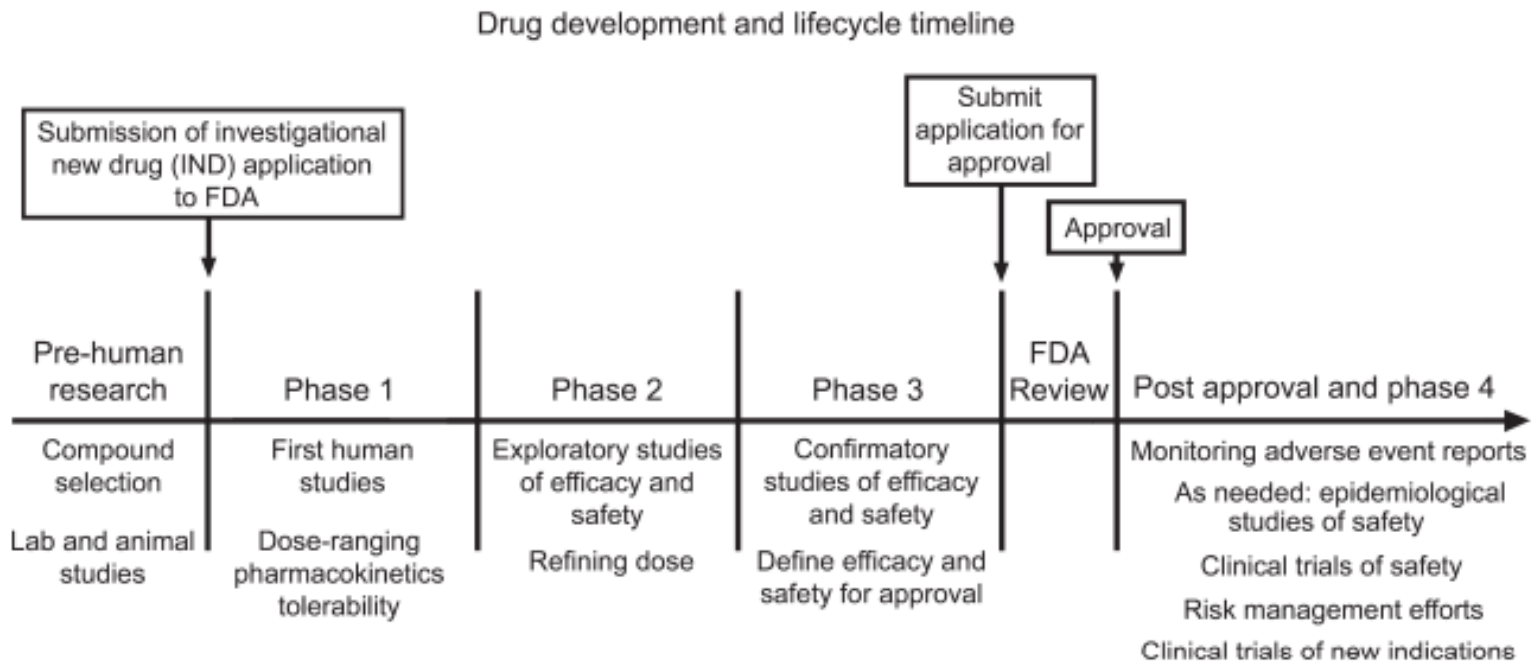 Drug development and lifecycle timeline
Submission of investigational
new drug (IND) application
to FDA
Submit
application for
approval
Approval
Pre-human
research
Phase 1
Phase 2
Phase 3
FDA
Review
Post approval and phase 4
Compound
selection
Lab and animal
studies
First human
studies
Dose-ranging
pharmacokinetics
tolerability
Exploratory studies
of efficacy and
safety
Refining dose
Confirmatory
studies of efficacy
and safety
Define efficacy and
safety for approval
Monitoring adverse event reports
As needed: epidemiological
studies of safety
Clinical trials of safety
Risk management efforts
Clinical trials of new indications